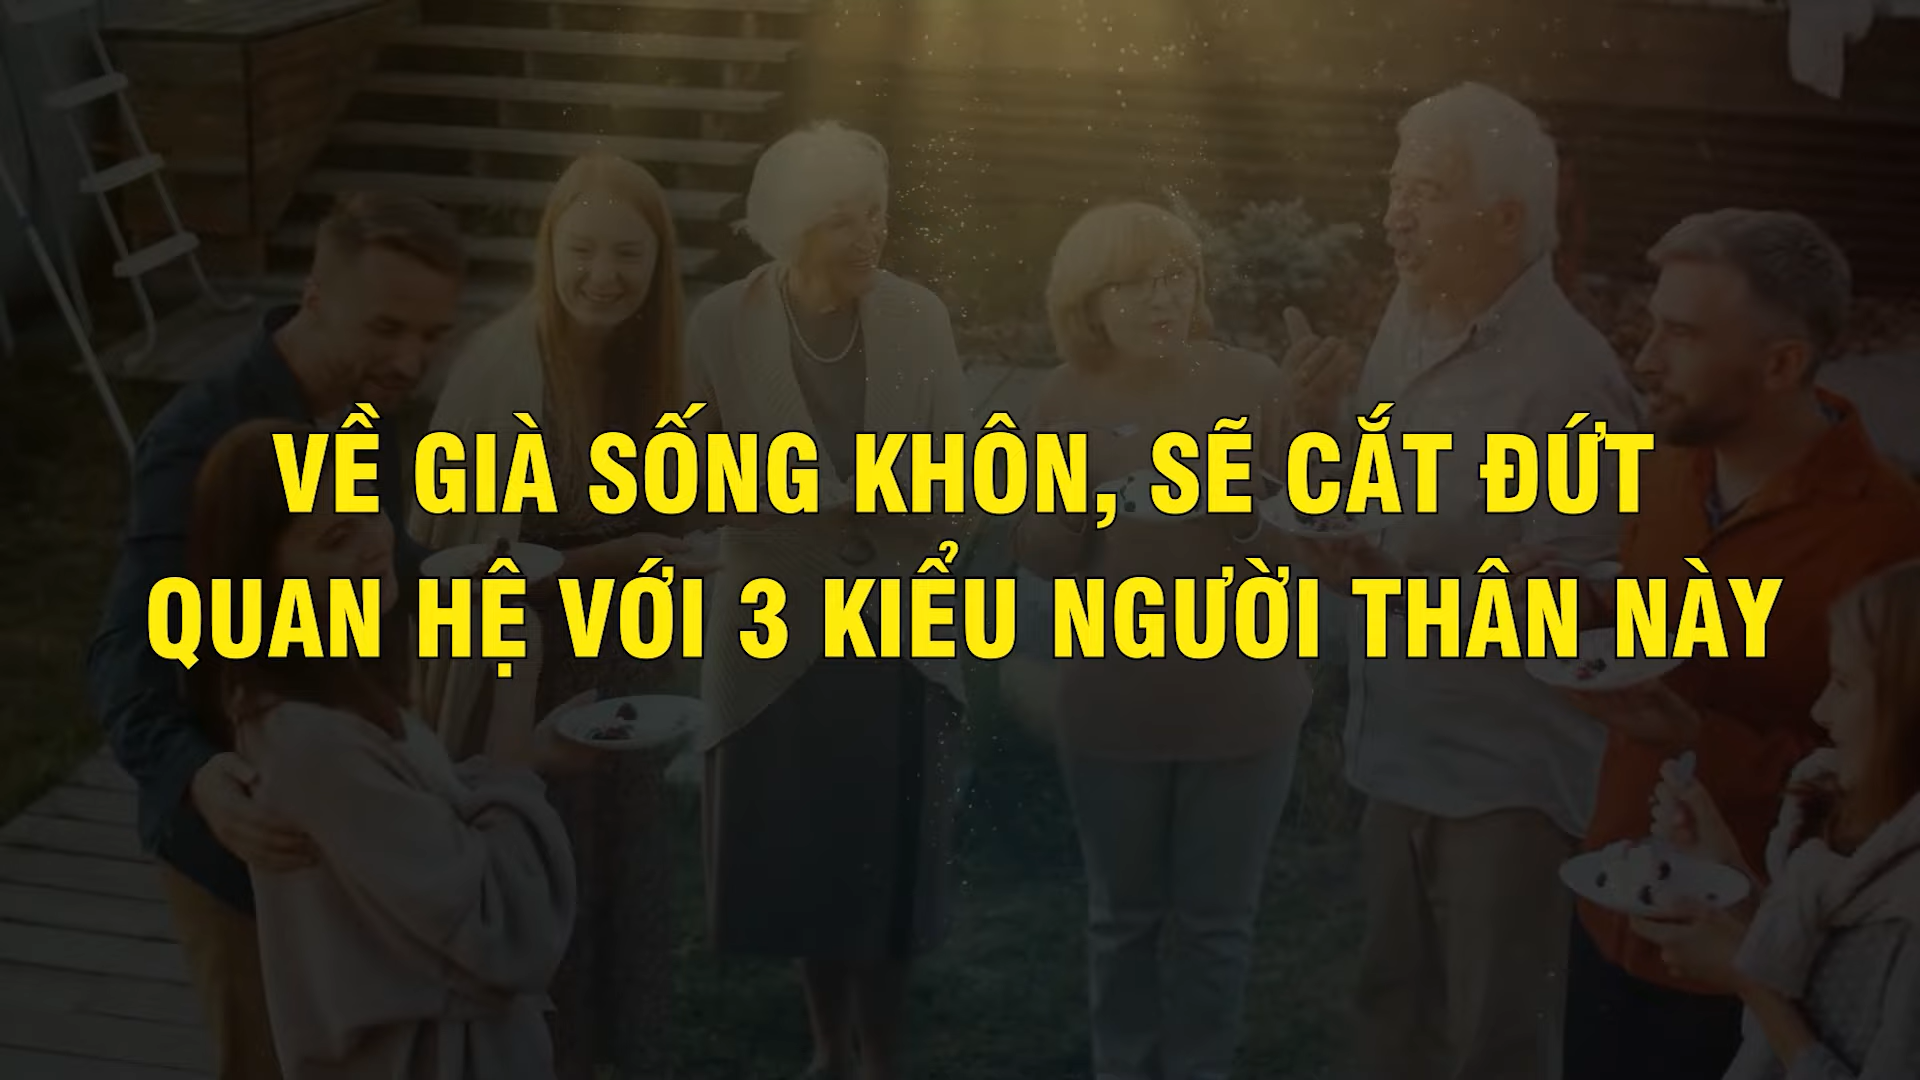 VỀ GIÀ SỐNG KHÔN, SẼ CẮT ĐỨT
QUAN HỆ VỚI 3 KIỂU NGƯỜI THÂN NÀY